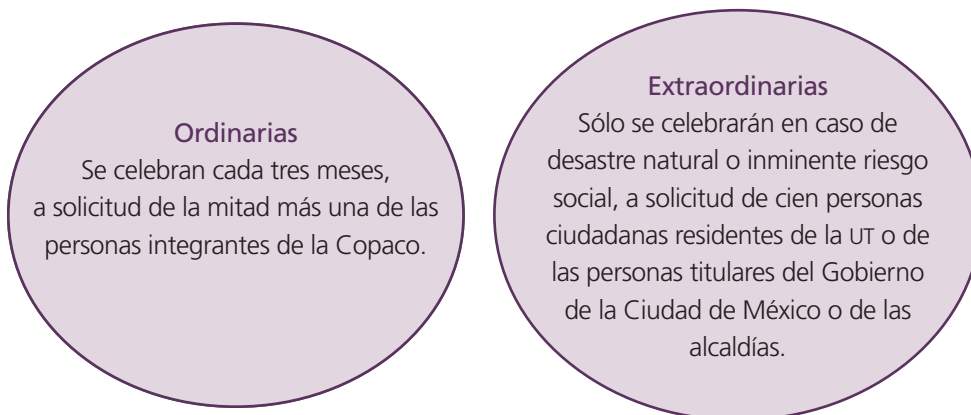 Ordinarias
Se celebran cada tres meses,
a solicitud de la mitad más una de las
personas integrantes de la Copaco.
Extraordinarias
Sólo se celebrarán en caso de
desastre natural o inminente riesgo
social, a solicitud de cien personas
ciudadanas residentes de la UT o de
las personas titulares del Gobierno
de la Ciudad de México o de las
alcaldías.